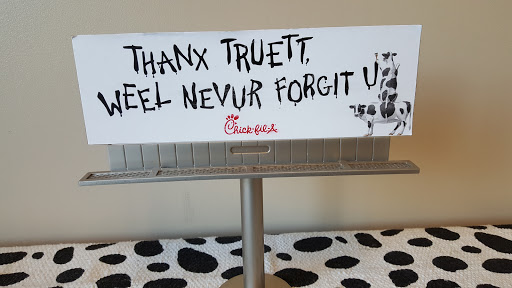 THANX TRUETT,
WEEL NEVUR FORGIT U
Chick-fil-A